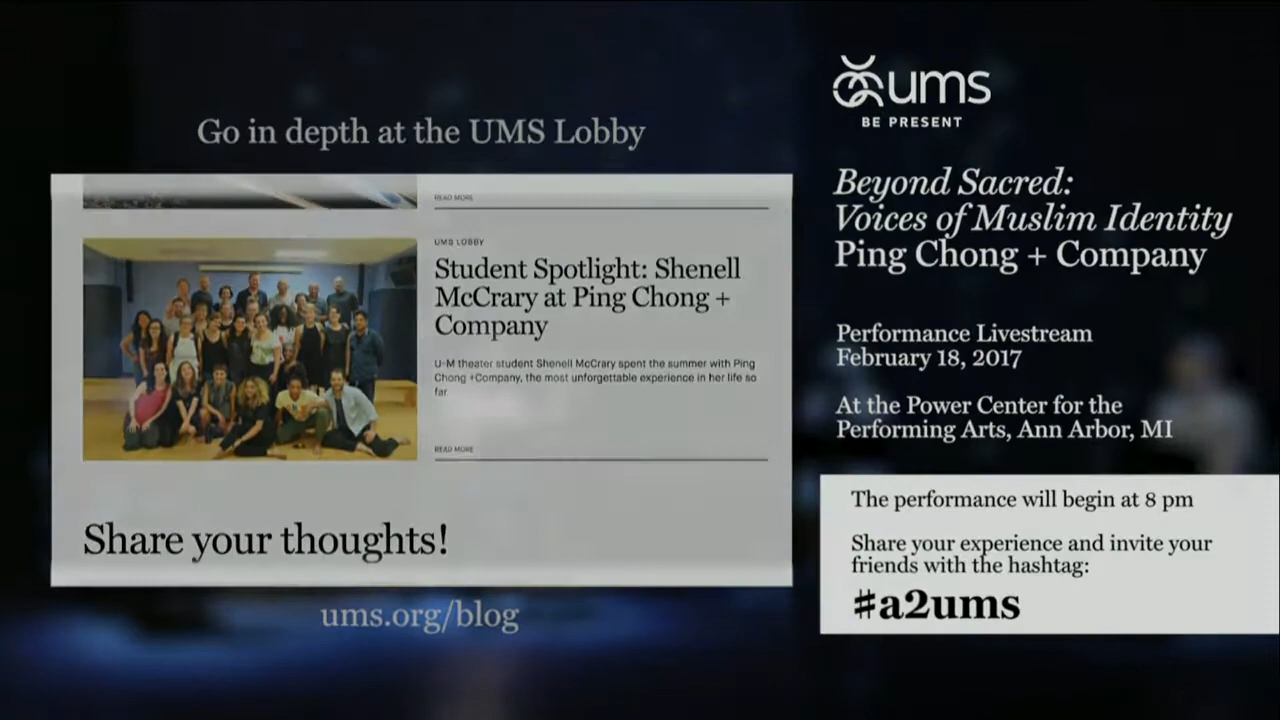 Go in depth at the UMS Lobby
READ MORE
UMS LOBBY
Student Spotlight: Shenell
McCrary at Ping Chong +
Company
U-M theater student Shenell McCrary spent the summer with Ping
Chong +Company, the most unforgettable experience in her life so
far.
READ MORE
Share your thoughts!
ums.org/blog
ums
BE PRESENT
Beyond Sacred:
Voices of Muslim Identity
Ping Chong + Company
Performance Livestream
February 18, 2017
At the Power Center for the
Performing Arts, Ann Arbor, MI
The performance will begin at 8 pm
Share your experience and invite your
friends with the hashtag:
#a2ums